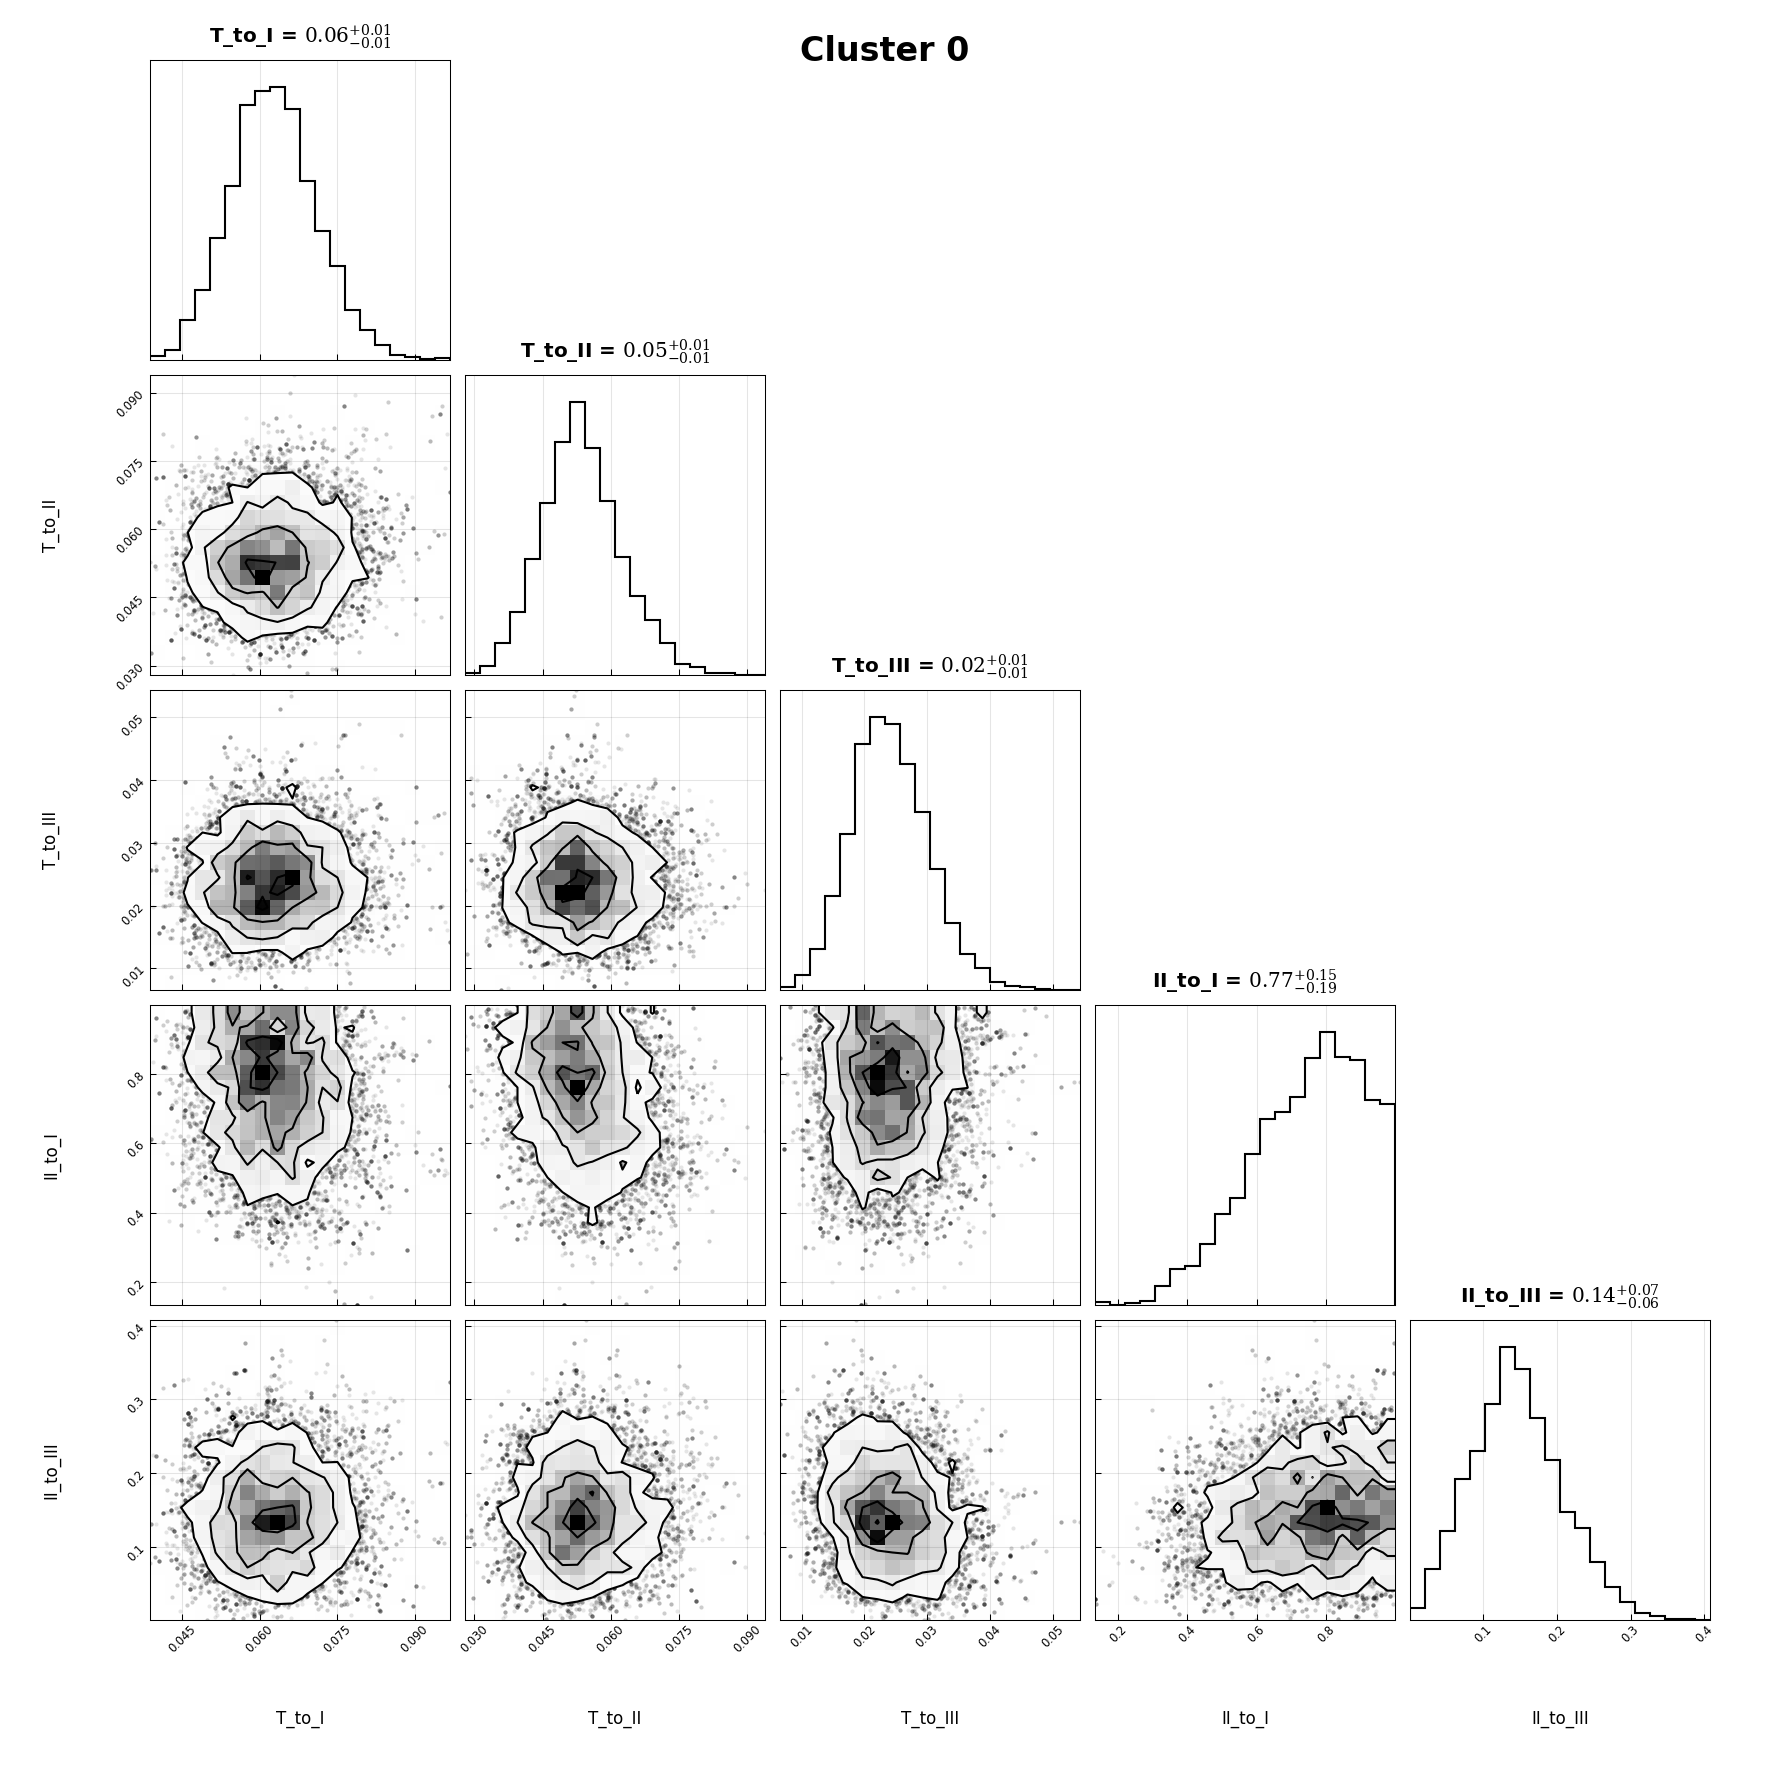 Cluster 0
T_to_I = 0.06+0.01 −0.01
T_to_II = 0.05+0.01 −0.01
0.090
0.075
0.060
0.045
0.030
T_to_II
T_to_III = 0.02+0.01 −0.01
0.05
0.04
0.03
0.02
0.01
T_to_III
II_to_I = 0.77+0.15 −0.19
0.8
0.6
0.4
0.2
II_to_I
II_to_III = 0.14+0.07 −0.06
0.4
0.3
0.2
0.1
II_to_III
0.045 0.060 0.075 0.090 0.030 0.045 0.060 0.075 0.090 0.01 0.02 0.03 0.04 0.05 0.2 0.4 0.6 0.8 0.1 0.2 0.3 0.4
T_to_I T_to_II T_to_III II_to_I II_to_III